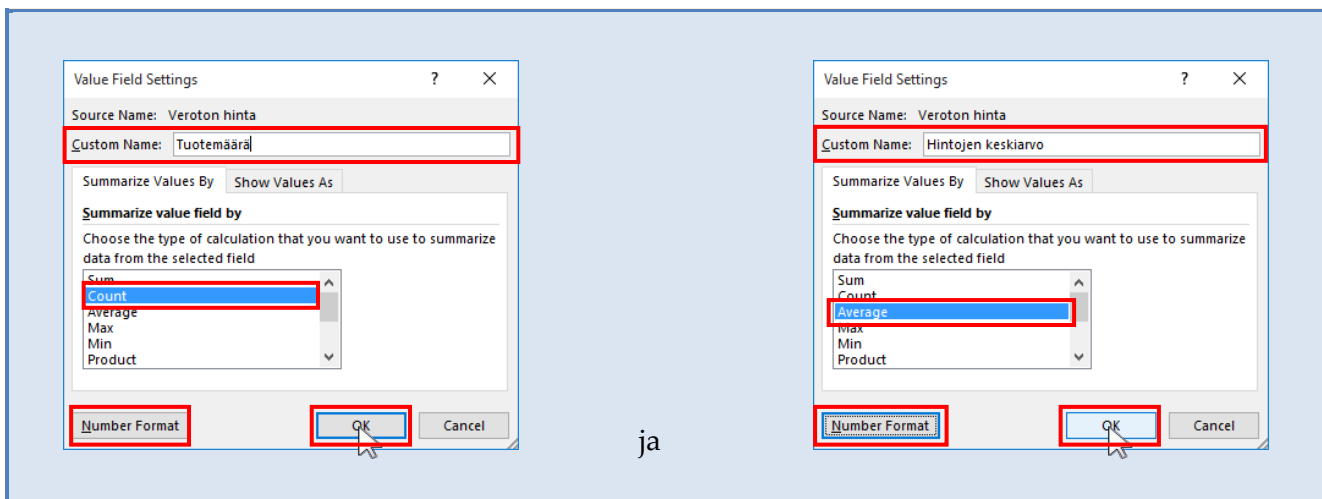 Value Field Settings
Source Name: Veroton hinta
Custom Name: Tuotemäärä
Summarize Values By Show Values As
Summarize value field by
Choose the type of calculation that you want to use to summarize
data from the selected field
Sum
Count
Average
Max
Min
Product
Number Format OK Cancel
ja
Value Field Settings
Source Name: Veroton hinta
Custom Name: Hintojen keskiarvo
Summarize Values By Show Values As
Summarize value field by
Choose the type of calculation that you want to use to summarize
data from the selected field
Sum
Count
Average
Max
Min
Product
Number Format OK Cancel